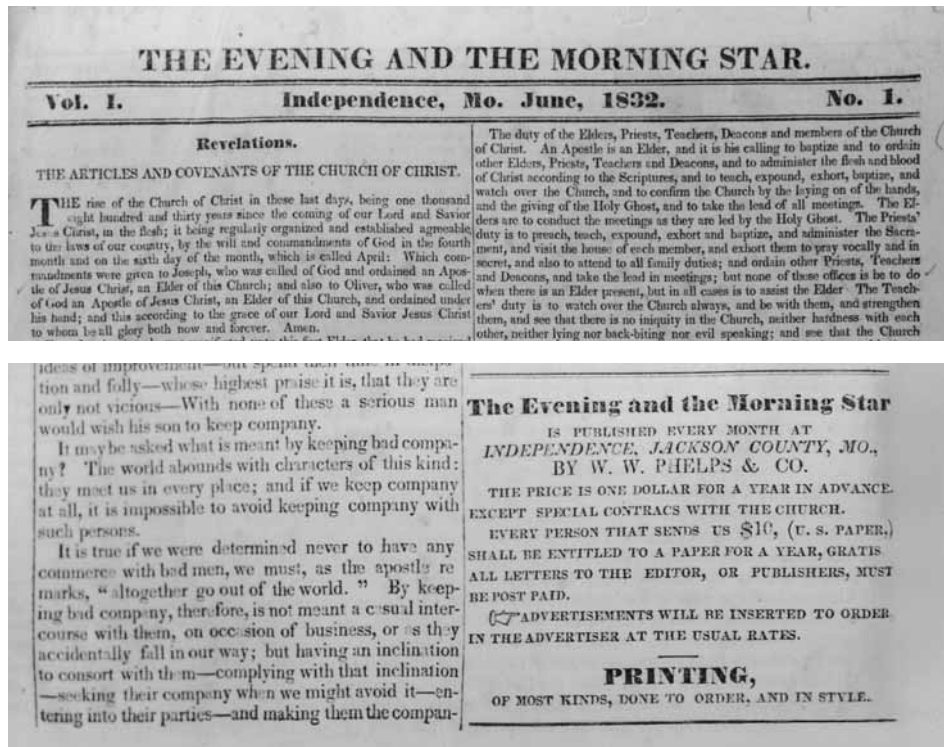 THE EVENING AND THE MORNING STAR.
Vol. I. Independence, Mo. June, 1832. No. 1.
Revelations.
THE ARTICLES AND COVENANTS OF THE CHURCH OF CHRIST.
THE rise of the Church of Christ in these last days, being one thousand
eight hundred and thirty years since the coming of our Lord and Savior
Jesus Christ, in the flesh; it being regularly organized and established agreeable
to the laws of our country, by the will and commandments of God in the fourth
month and on the sixth day of the month, which is called April: Which com-
mandments were given to Joseph, who was called of God and ordained an Apos-
tle of Jesus Christ, an Elder of this Church; and also to Oliver, who was called
of God an Apostle of Jesus Christ, an Elder of this Church, and ordained under
his hand; and this according to the grace of our Lord and Savior Jesus Christ
to whom be all glory both now and forever. Amen.
The duty of the Elders, Priests, Teachers, Deacons and members of the Church
of Christ. An Apostle is an Elder, and it is his calling to baptize and to ordain
other Elders, Priests, Teachers and Deacons, and to administer the flesh and blood
of Christ according to the Scriptures, and to teach, expound, exhort, baptize, and
watch over the Church, and to confirm the Church by the laying on of the hands,
and the giving of the Holy Ghost, and to take the lead of all meetings. The El-
ders are to conduct the meetings as they are led by the Holy Ghost. The Priests'
duty is to preach, teach, expound, exhort and baptize, and administer the Sacra-
ment, and visit the house of each member, and exhort them to pray vocally and in
secret, and also to attend to all family duties; and ordain other Priests, Teachers
and Deacons, and take the lead in meetings; but none of these offices is he to do
when there is an Elder present, but in all cases is to assist the Elder The Teach-
ers' duty is to watch over the Church always, and be with them, and strengthen
them, and see that there is no iniquity in the Church, neither hardness with each
other, neither lying nor back-biting nor evil speaking; and see that the Church
ideas of improvement—but spend their time in
tion and folly—whose highest praise it is, that they are
only not vicious—With none of these a serious man
would wish his son to keep company.
It may be asked what is meant by keeping bad compa-
ny? The world abounds with characters of this kind:
they meet us in every place; and if we keep company
at all, it is impossible to avoid keeping company with
such persons.
It is true if we were determined never to have any
commerce with bad men, we must, as the apostle re
marks, "altogether go out of the world." By keep-
ing bad company, therefore, is not meant a casual inter-
course with them, on occasion of business, or as they
accidentally fall in our way; but having an inclination
to consort with them—complying with that inclination
—seeking their company when we might avoid it—en-
tering into their parties—and making them the compan-
The Evening and the Morning Star
IS PUBLISHED EVERY MONTH AT
INDEPENDENCE, JACKSON COUNTY, MO.,
BY W. W. PHELPS & CO.
THE PRICE IS ONE DOLLAR FOR A YEAR IN ADVANCE.
EXCEPT SPECIAL CONTRACS WITH THE CHURCH.
EVERY PERSON THAT SENDS US $10, (U. S. PAPER,)
SHALL BE ENTITLED TO A PAPER FOR A YEAR, GRATIS
ALL LETTERS TO THE EDITOR, OR PUBLISHERS, MUST
BE POST PAID.
☞ADVERTISEMENTS WILL BE INSERTED TO ORDER
IN THE ADVERTISER AT THE USUAL RATES.
PRINTING,
OF MOST KINDS, DONE TO ORDER, AND IN STYLE.